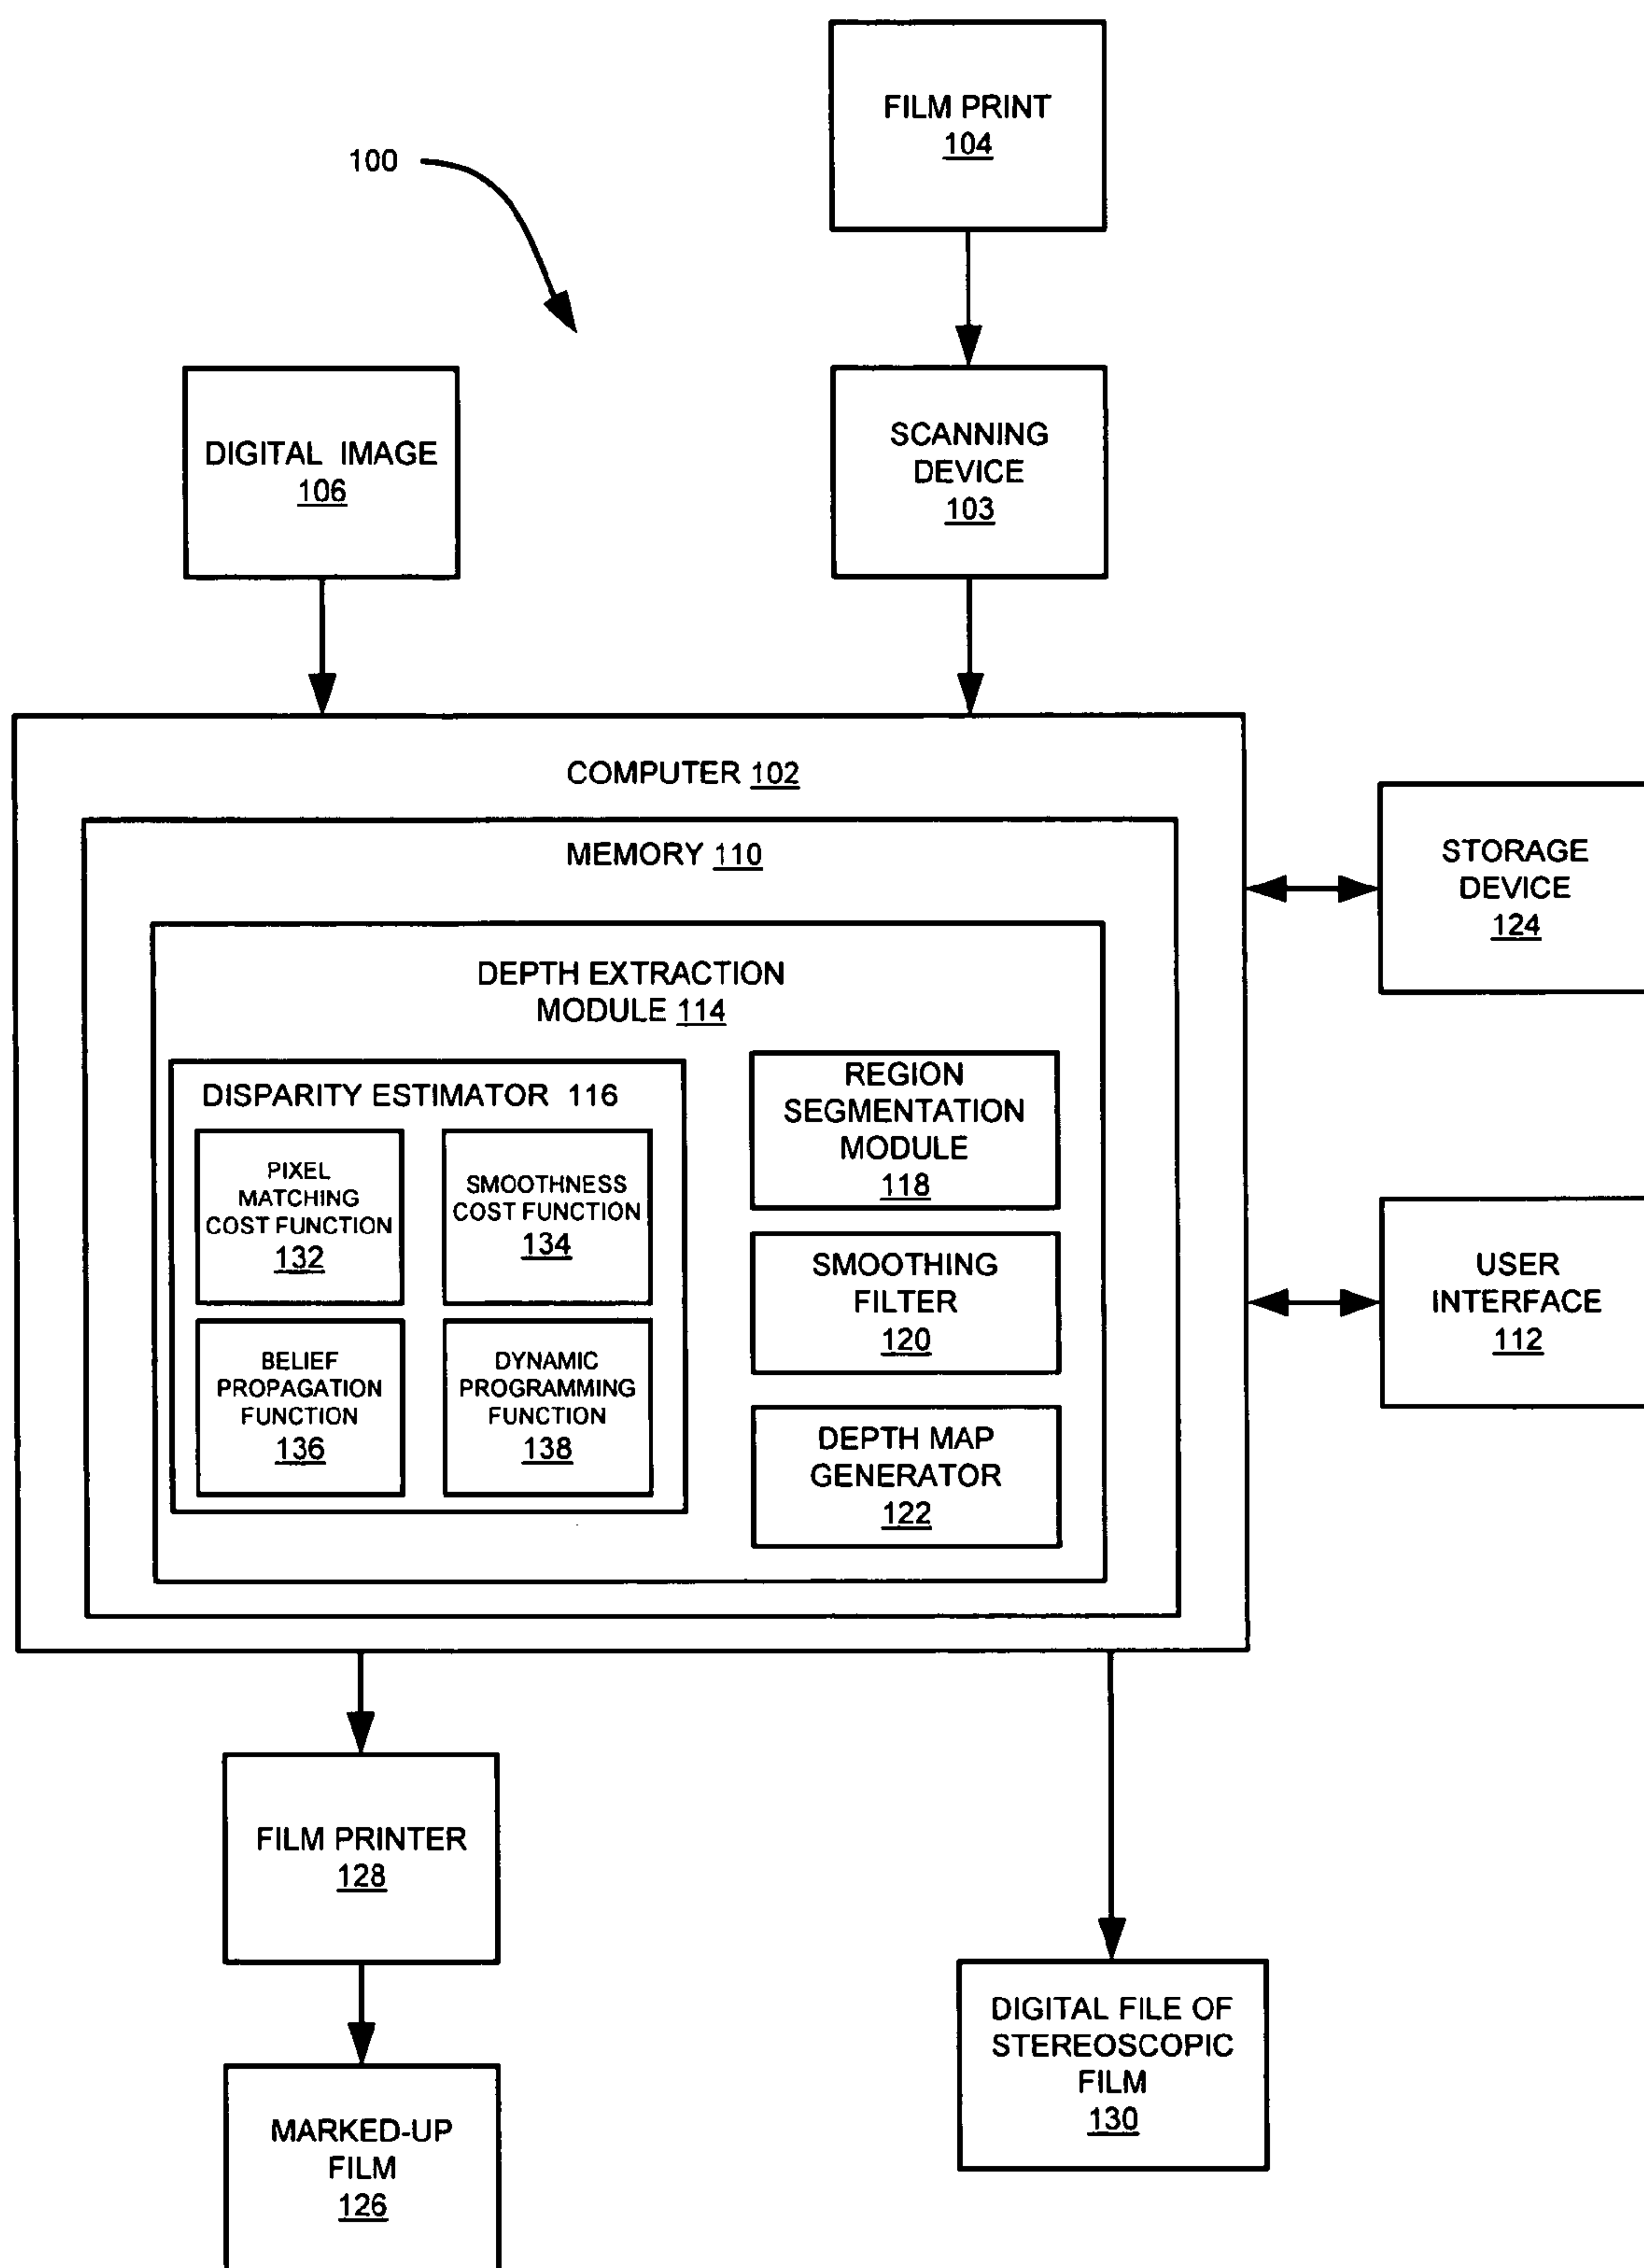 FILM PRINT
104
100
DIGITAL IMAGE
106
SCANNING
DEVICE
103
COMPUTER 102
MEMORY 110
STORAGE
DEVICE
124
DEPTH EXTRACTION
MODULE 114
DISPARITY ESTIMATOR 116
PIXEL
MATCHING
COST FUNCTION
132
SMOOTHNESS
COST FUNCTION
134
BELIEF
PROPAGATION
FUNCTION
136
DYNAMIC
PROGRAMMING
FUNCTION
138
REGION
SEGMENTATION
MODULE
118
SMOOTHING
FILTER
120
DEPTH MAP
GENERATOR
122
USER
INTERFACE
112
FILM PRINTER
128
MARKED-UP
FILM
126
DIGITAL FILE OF
STEREOSCOPIC
FILM
130